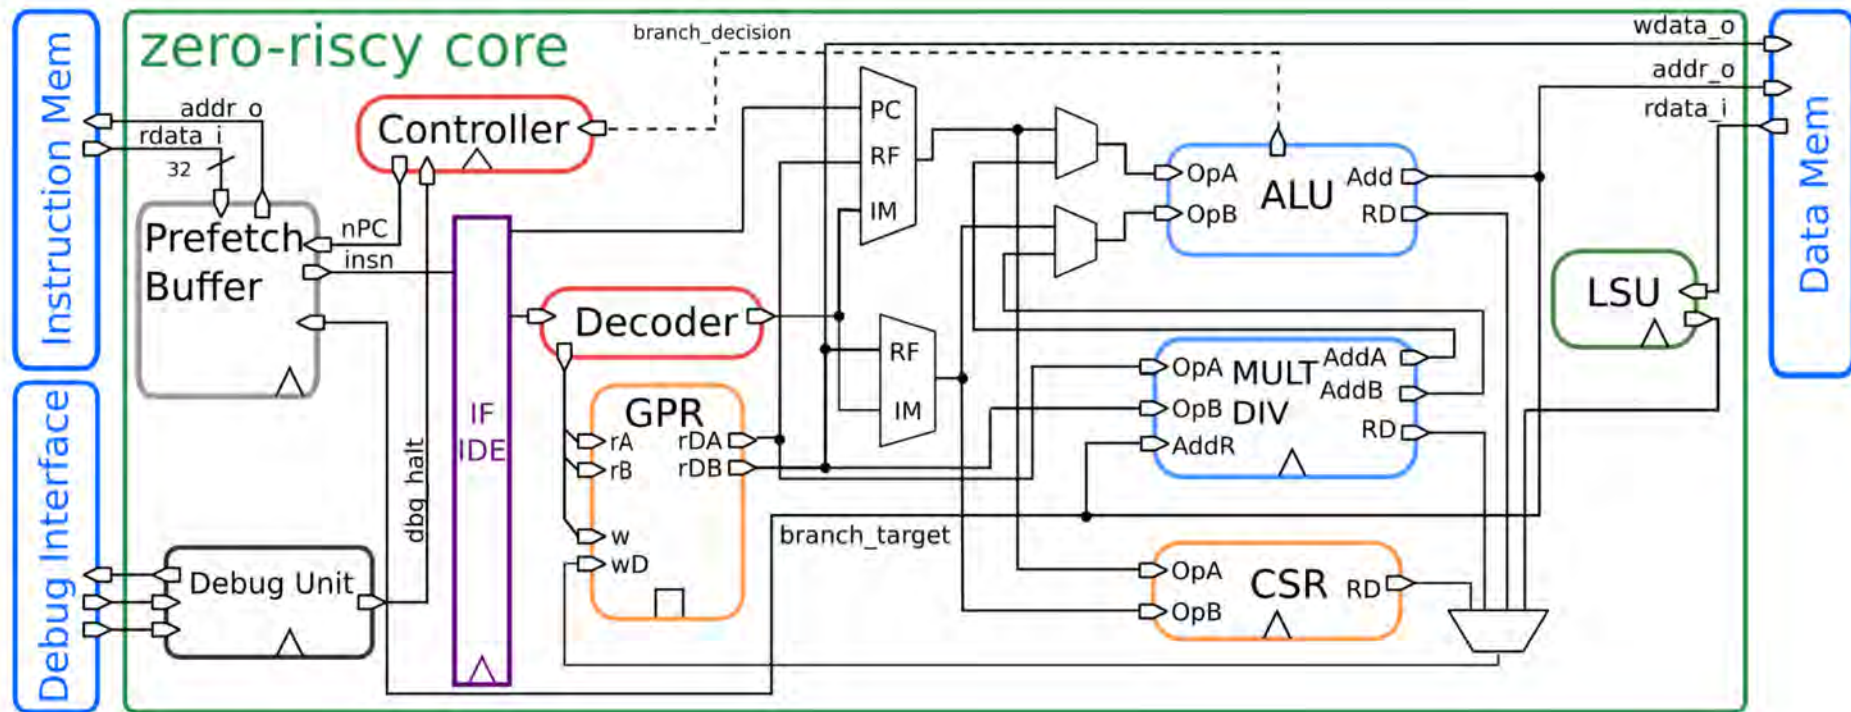 zero-riscy core
branch_decision
wdata_o
addr_o
rdata_i
Instruction Mem
Data Mem
addr_o
rdata_i
32
Controller
PC
RF
IM
OpA
OpB
ALU
Add
RD
Prefetch
Buffer
nPC
insn
Decoder
RF
IM
LSU
OpA
OpB
AddR
MULT
DIV
AddA
AddB
RD
IF
IDE
GPR
rA
rB
w
wD
rDA
rDB
dbg_halt
branch_target
Debug Interface
Debug Unit
OpA
OpB
CSR
RD